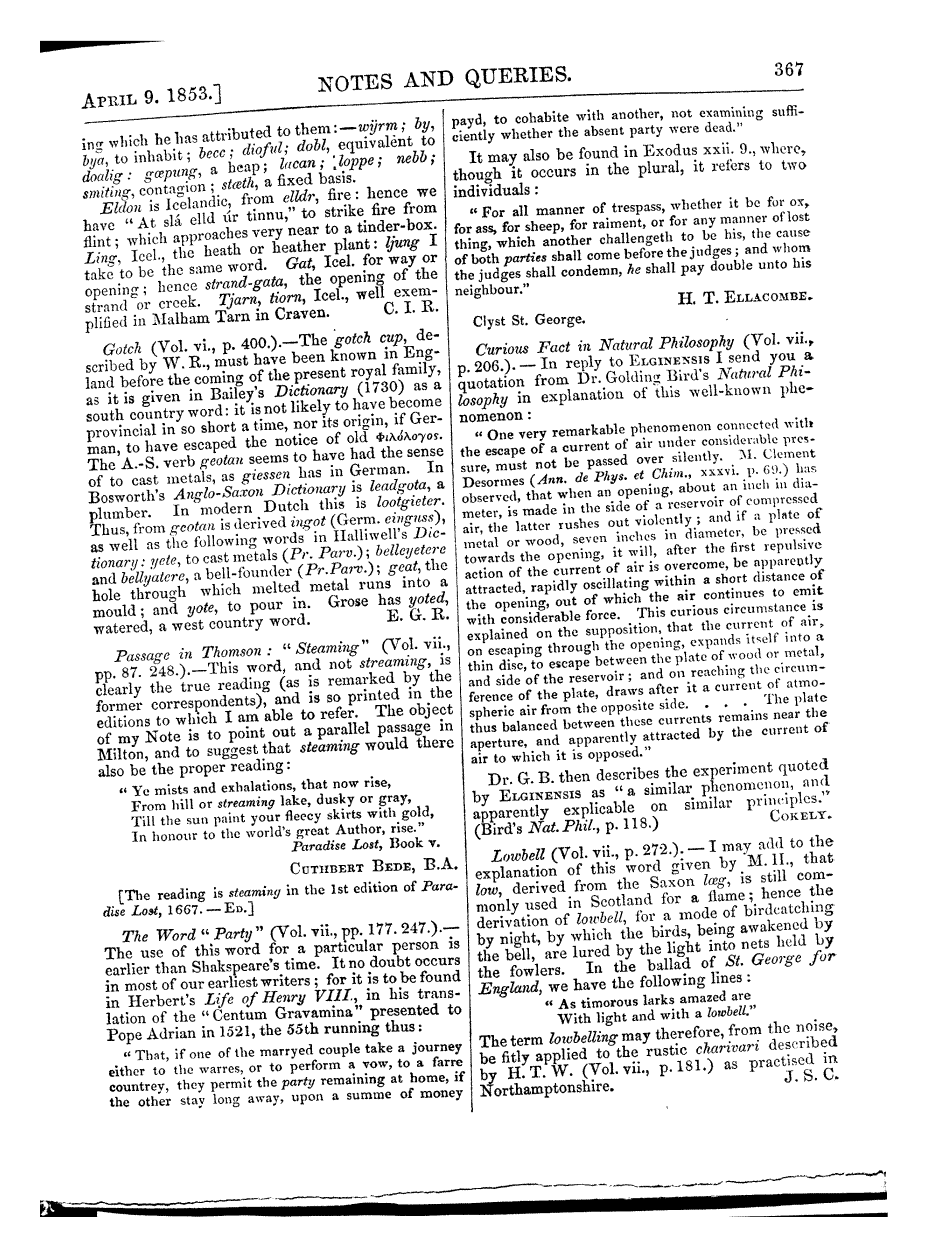 APRIL 9. 1853.]
NOTES AND QUERIES.
367
ing which he has attributed to them:—wÿrm; by,
bya, to inhabit; becc; dioful; dobl, equivalent to
doalig: gœpung, a heap; lacan; loppe; nebb;
smiting, contagion; stæth, a fixed basis.
Eldon is Icelandic, from elldr, fire: hence we
have "At slá elld úr tinnu," to strike fire from
flint; which approaches very near to a tinder-box.
Ling, Icel., the heath or heather plant: ljung I
take to be the same word. Gat, Icel. for way or
opening; hence strand-gata, the opening of the
strand or creek. Tjarn, tiorn, Icel., well exem-
plified in Malham Tarn in Craven. C. I. R.
Gotch (Vol. vi., p. 400.).—The gotch cup, de-
scribed by W. R., must have been known in Eng-
land before the coming of the present royal family,
as it is given in Bailey's Dictionary (1730) as a
south country word: it is not likely to have become
provincial in so short a time, nor its origin, if Ger-
man, to have escaped the notice of old Φιλόλογος.
The A.-S. verb geotan seems to have had the sense
of to cast metals, as giessen has in German. In
Bosworth's Anglo-Saxon Dictionary is leadgota, a
plumber. In modern Dutch this is lootgieter.
Thus, from geotan is derived ingot (Germ. einguss),
as well as the following words in Halliwell's Dic-
tionary: yete, to cast metals (Pr. Parv.); belleyetere
and bellyatere, a bell-founder (Pr. Parv.); geat, the
hole through which melted metal runs into a
mould; and yote, to pour in. Grose has yoted,
watered, a west country word. E. G. R.
Passage in Thomson: "Steaming" (Vol. vii.,
pp. 87. 248.).—This word, and not streaming, is
clearly the true reading (as is remarked by the
former correspondents), and is so printed in the
editions to which I am able to refer. The object
of my Note is to point out a parallel passage in
Milton, and to suggest that steaming would there
also be the proper reading:
"Ye mists and exhalations, that now rise,
From hill or streaming lake, dusky or gray,
Till the sun paint your fleecy skirts with gold,
In honour to the world's great Author, rise."
Paradise Lost, Book V.
CUTHBERT BEDE, B.A.
[The reading is steaming in the 1st edition of Para-
dise Lost, 1667.—ED.]
The Word "Party" (Vol. vii., pp. 177. 247.).—
The use of this word for a particular person is
earlier than Shakspeare's time. It no doubt occurs
in most of our earliest writers; for it is to be found
in Herbert's Life of Henry VIII., in his trans-
lation of the "Centum Gravamina" presented to
Pope Adrian in 1521, the 55th running thus:
"That, if one of the marryed couple take a journey
either to the warres, or to perform a vow, to a farre
countrey, they permit the party remaining at home, if
the other stay long away, upon a summe of money
payd, to cohabite with another, not examining suffi-
ciently whether the absent party were dead."
It may also be found in Exodus xxii. 9., where,
though it occurs in the plural, it refers to two
individuals:
"For all manner of trespass, whether it be for ox,
for ass, for sheep, for raiment, or for any manner of lost
thing, which another challengeth to be his, the cause
of both parties shall come before the judges; and whom
the judges shall condemn, he shall pay double unto his
neighbour."
H. T. ELLACOMBE.
Clyst St. George.
Curious Fact in Natural Philosophy (Vol. vii.,
p. 206.).—In reply to ELGINENSIS I send you a
quotation from Dr. Golding Bird's Natural Phi-
losophy in explanation of this well-known phe-
nomenon:
"One very remarkable phenomenon connected with
the escape of a current of air under considerable pres-
sure, must not be passed over silently. M. Clement
Desormes (Ann. de Phys. et Chim., xxxvi. p. 69.) has
observed, that when an opening, about an inch in dia-
meter, is made in the side of a reservoir of compressed
air, the latter rushes out violently; and if a plate of
metal or wood, seven inches in diameter, be pressed
towards the opening, it will, after the first repulsive
action of the current of air is overcome, be apparently
attracted, rapidly oscillating within a short distance of
the opening, out of which the air continues to emit
with considerable force. This curious circumstance is
explained on the supposition, that the current of air,
on escaping through the opening, expands itself into a
thin disc, to escape between the plate of wood or metal,
and side of the reservoir; and on reaching the circum-
ference of the plate, draws after it a current of atmo-
spheric air from the opposite side. . . . . The plate
thus balanced between these currents remains near the
aperture, and apparently attracted by the current of
air to which it is opposed."
Dr. G. B. then describes the experiment quoted
by ELGINENSIS as "a similar phenomenon, and
apparently explicable on similar principles."
(Bird's Nat. Phil., p. 118.) COKELY.
Lowbell (Vol. vii., p. 272.).—I may add to the
explanation of this word given by M. H., that
low, derived from the Saxon læg, is still com-
monly used in Scotland for a flame; hence the
derivation of lowbell, for a mode of birdcatching
by night, by which the birds, being awakened by
the bell, are lured by the light into nets held by
the fowlers. In the ballad of St. George for
England, we have the following lines:
"As timorous larks amazed are
With light and with a lowbell."
The term lowbelling may therefore, from the noise,
be fitly applied to the rustic charivari described
by H. T. W. (Vol. vii., p. 181.) as practised in
Northamptonshire. J. S. C.